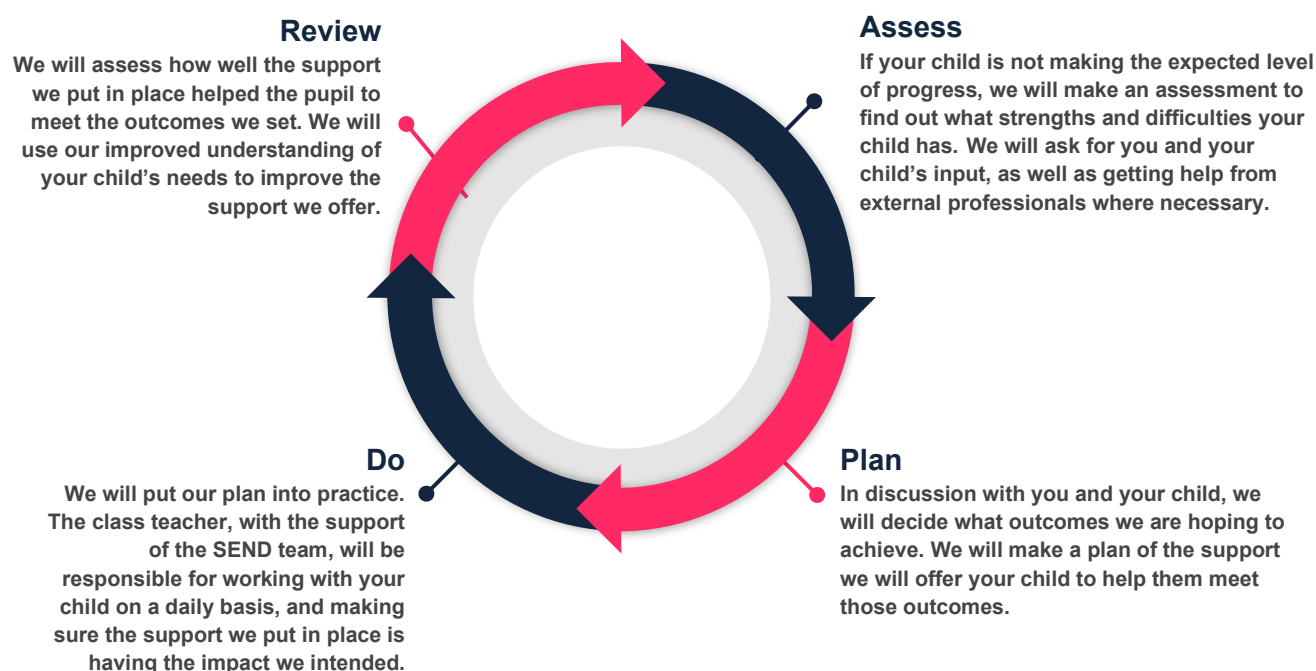 Review
We will assess how well the support
we put in place helped the pupil to
meet the outcomes we set. We will
use our improved understanding of
your child’s needs to improve the
support we offer.
Assess
If your child is not making the expected level
of progress, we will make an assessment to
find out what strengths and difficulties your
child has. We will ask for you and your
child’s input, as well as getting help from
external professionals where necessary.
Do
We will put our plan into practice.
The class teacher, with the support
of the SEND team, will be
responsible for working with your
child on a daily basis, and making
sure the support we put in place is
having the impact we intended.
Plan
In discussion with you and your child, we
will decide what outcomes we are hoping to
achieve. We will make a plan of the support
we will offer your child to help them meet
those outcomes.